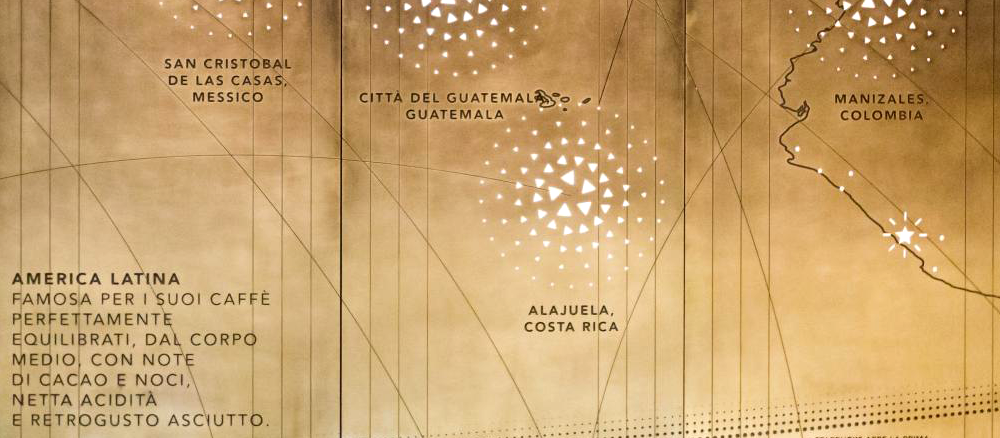 SAN CRISTOBAL
DE LAS CASAS,
MESSICO
CITTÀ DEL GUATEMALA
GUATEMALA
MANIZALES,
COLOMBIA
ALAJUELA,
COSTA RICA
AMERICA LATINA
FAMOSA PER I SUOI CAFFÈ
PERFETTAMENTE
EQUILIBRATI, DAL CORPO
MEDIO, CON NOTE
DI CACAO E NOCI,
NETTA ACIDITÀ
E RETROGUSTO ASCIUTTO.